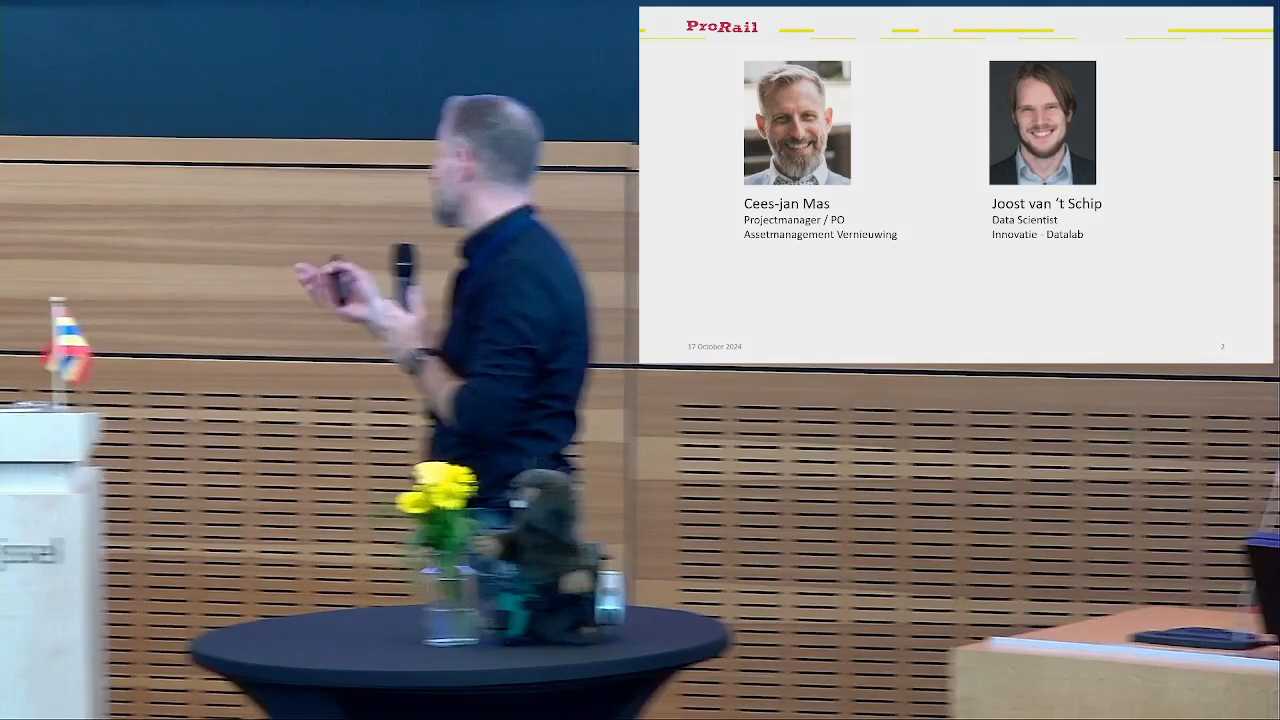 ProRail
Cees-jan Mas
Projectmanager / PO
Assetmanagement Vernieuwing
Joost van 't Schip
Data Scientist
Innovatie - Datalab
17 October 2024
2